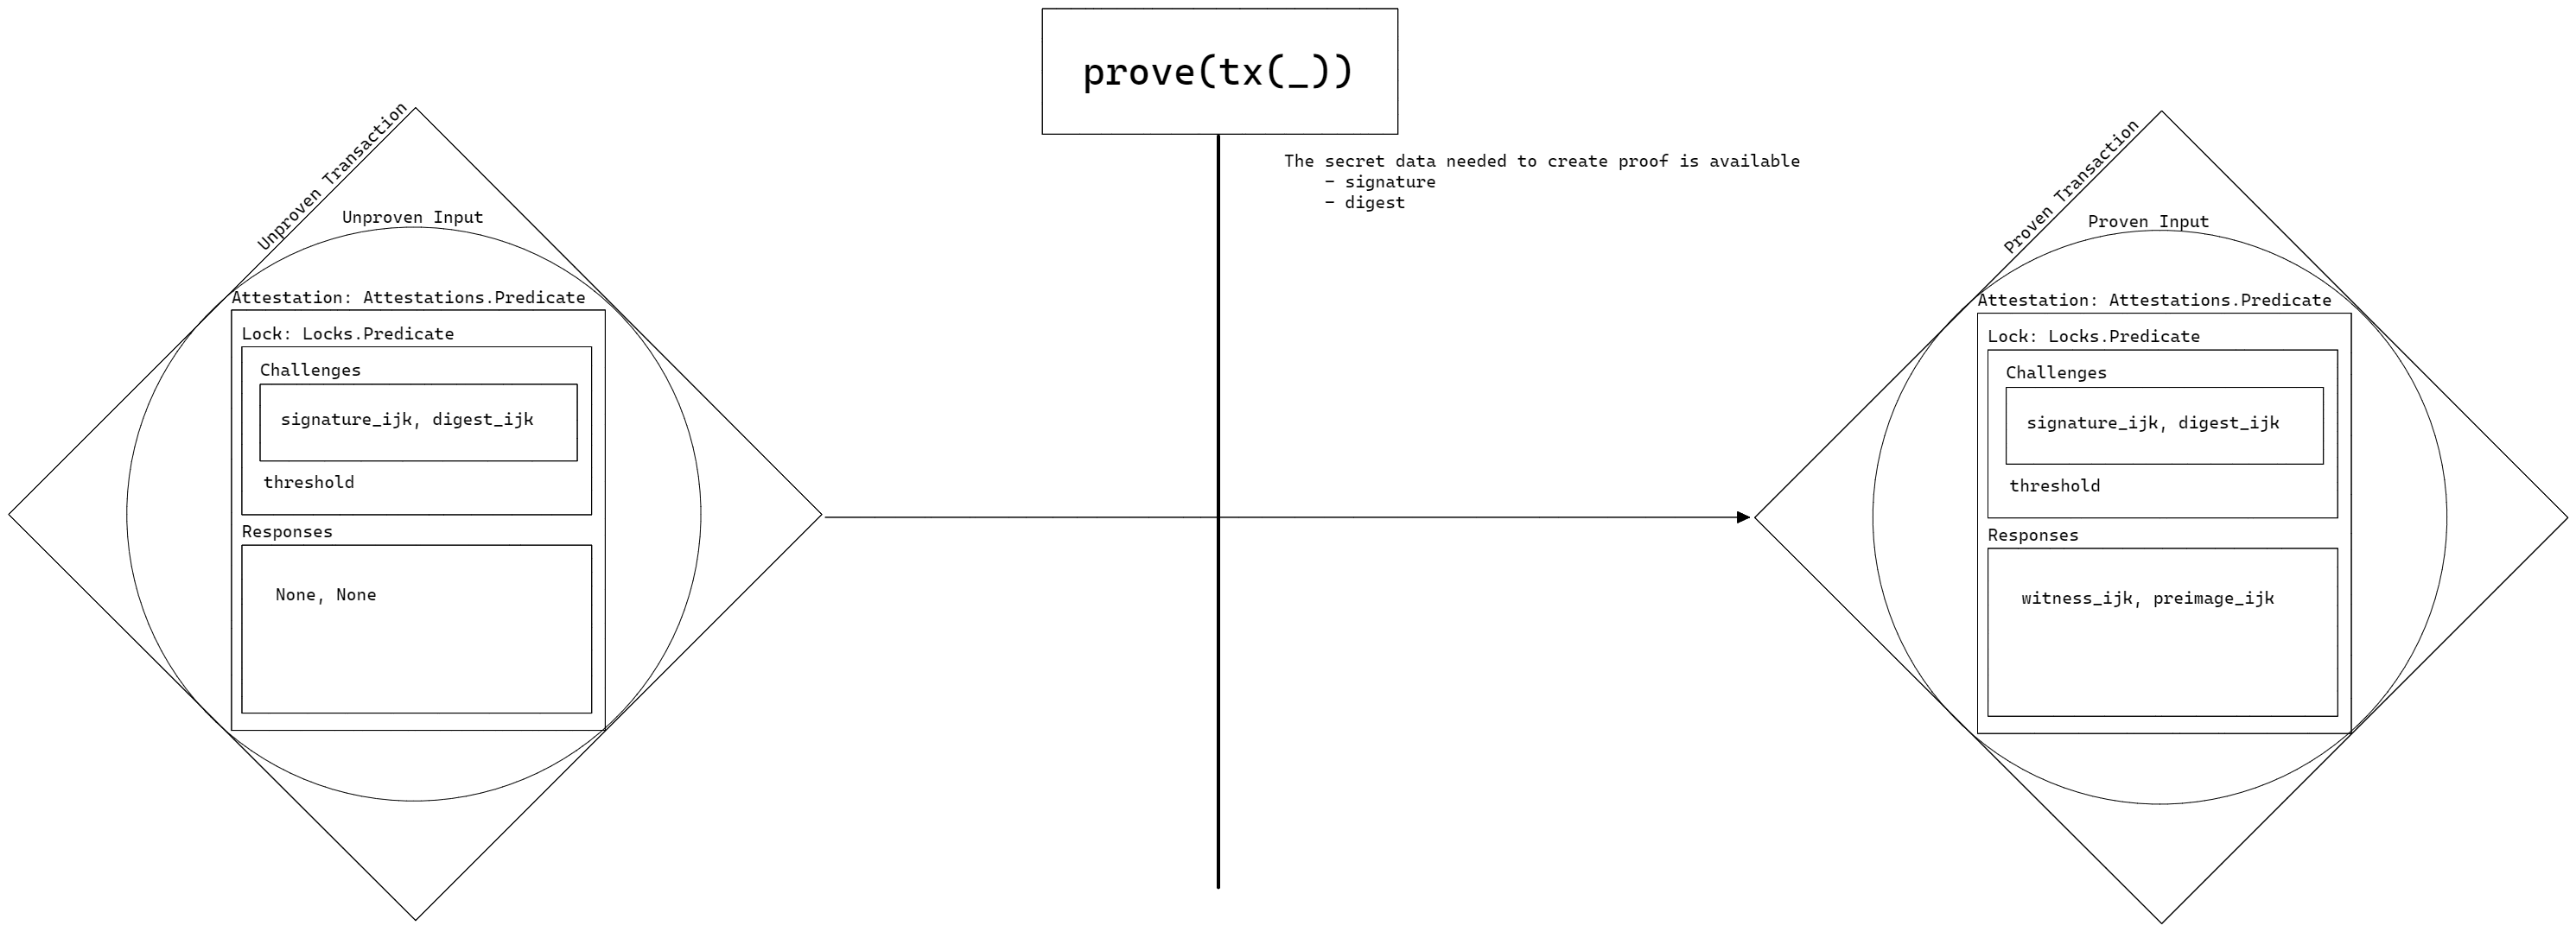 prove(tx(_))
The secret data needed to create proof is available
– signature
– digest
Unproven Transaction
Unproven Input
Attestation: Attestations.Predicate
Lock: Locks.Predicate
Challenges
signature_ijk, digest_ijk
threshold
Responses
None, None
Proven Transaction
Proven Input
Attestation: Attestations.Predicate
Lock: Locks.Predicate
Challenges
signature_ijk, digest_ijk
threshold
Responses
witness_ijk, preimage_ijk